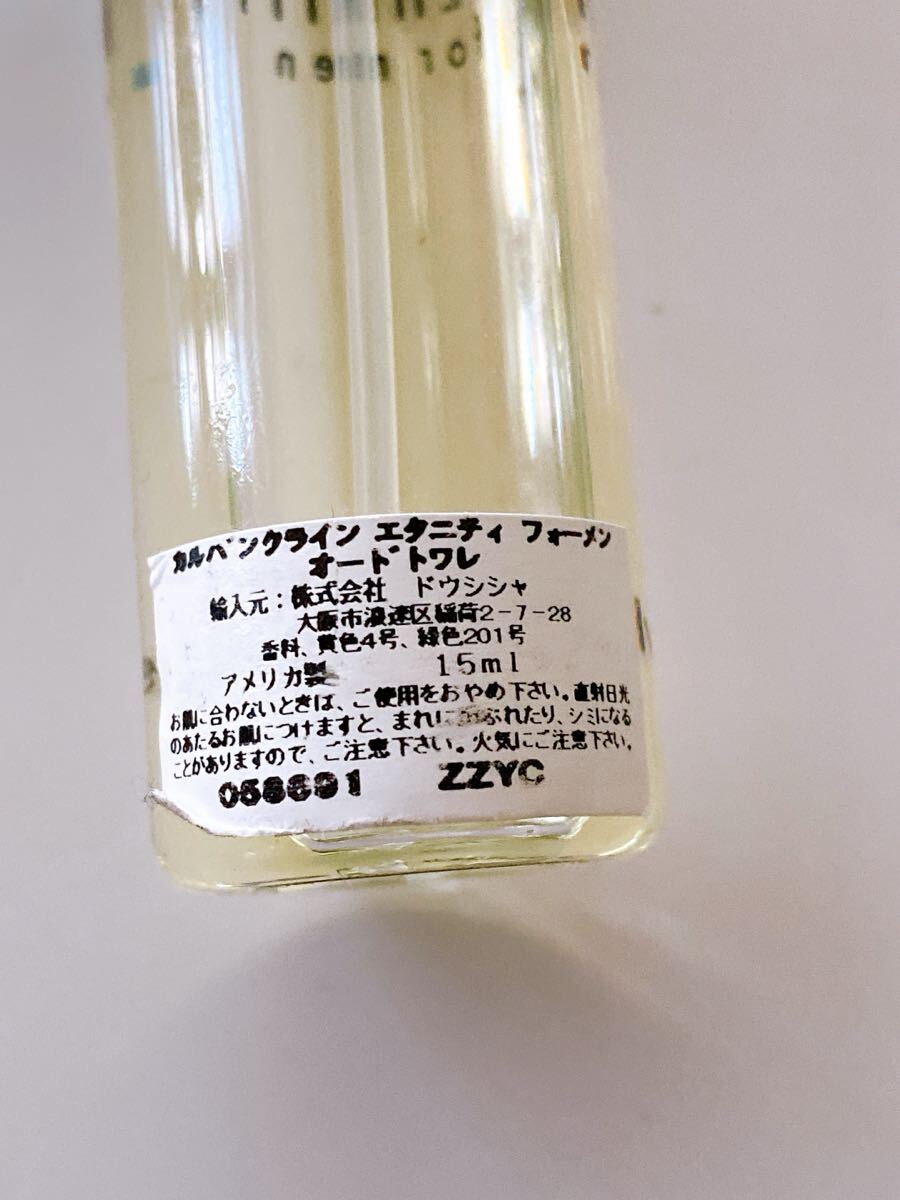 for men
カルバンクライン エタニティ フォーメン
オードトワレ
輸入元：株式会社 ドウシシャ
大阪市浪速区稲荷2-7-28
香料、黄色4号、緑色201号
アメリカ製 15ml
お肌に合わないときは、ご使用をおやめ下さい。直射日光
のあたるお肌につけますと、まれに かぶれたり、シミになる
ことがありますので、ご注意下さい。火気にご注意下さい。
ZZYC